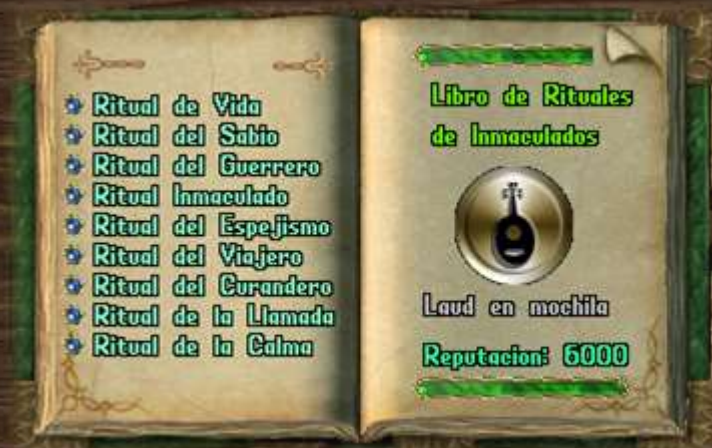 Ritual de Vida
Ritual del Sabio
Ritual del Guerrero
Ritual Inmaculado
Ritual del Espejismo
Ritual del Viajero
Ritual del Curandero
Ritual de la Llamada
Ritual de la Calma
Libro de Rituales
de Inmaculados
Laud en mochila
Reputacion: 6000